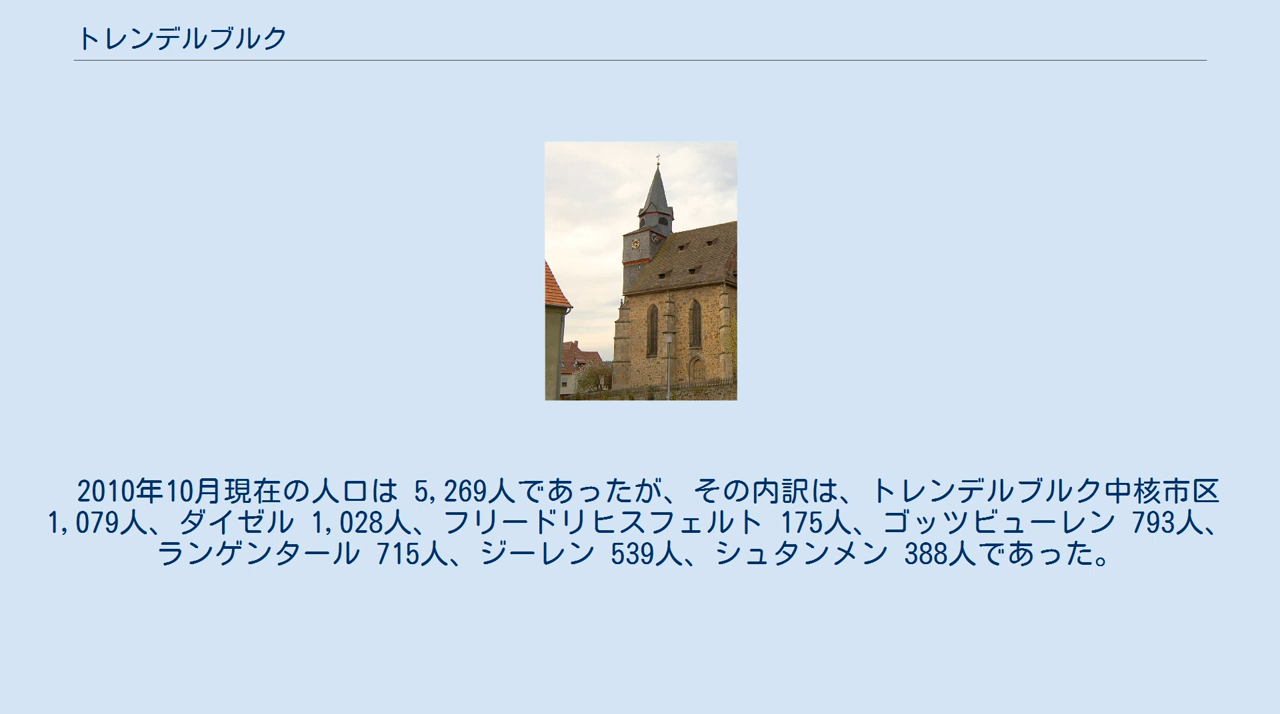 トレンデルブルク
2010年10月現在の人口は 5,269人であったが、その内訳は、トレンデルブルク中核市区
1,079人、ダイゼル 1,028人、フリードリヒスフェルト 175人、ゴッツビューレン 793人、
ランゲンタール 715人、ジーレン 539人、シュタンメン 388人であった。